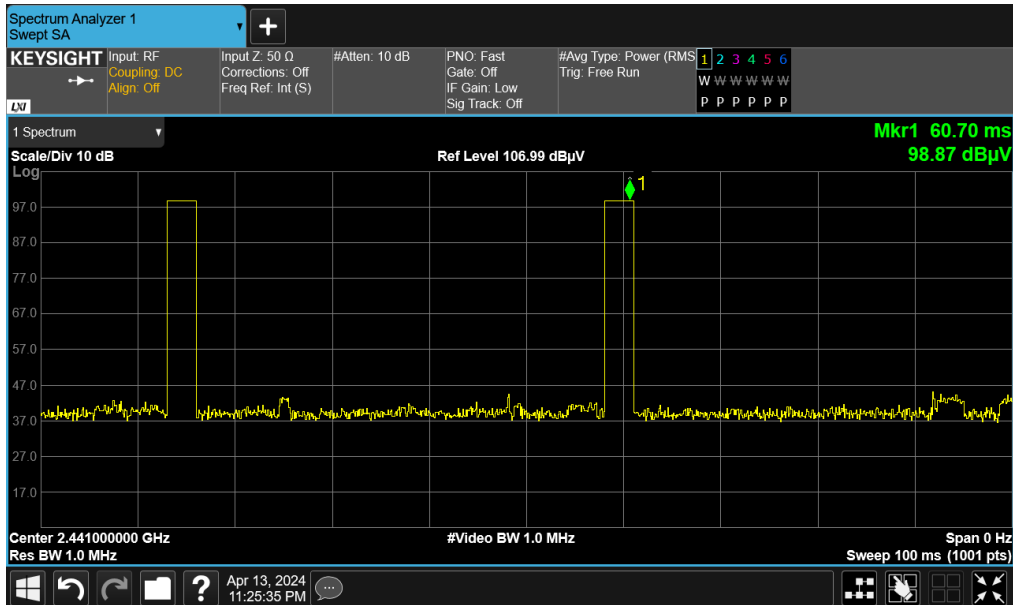 Spectrum Analyzer 1
Swept SA
+
KEYSIGHT
LXI
Input: RF
Coupling: DC
Align: Off
Input Z: 50 Ω
Corrections: Off
Freq Ref: Int (S)
#Atten: 10 dB
PNO: Fast
Gate: Off
IF Gain: Low
Sig Track: Off
#Avg Type: Power (RMS
Trig: Free Run
1 2 3 4 5 6
W W W W W W
P P P P P P
1 Spectrum
Mkr1 60.70 ms
98.87 dBµV
Scale/Div 10 dB
Ref Level 106.99 dBµV
Log
1
97.0
87.0
77.0
67.0
57.0
47.0
37.0
27.0
17.0
Center 2.441000000 GHz
#Video BW 1.0 MHz
Span 0 Hz
Res BW 1.0 MHz
Sweep 100 ms (1001 pts)
?
Apr 13, 2024
11:25:35 PM